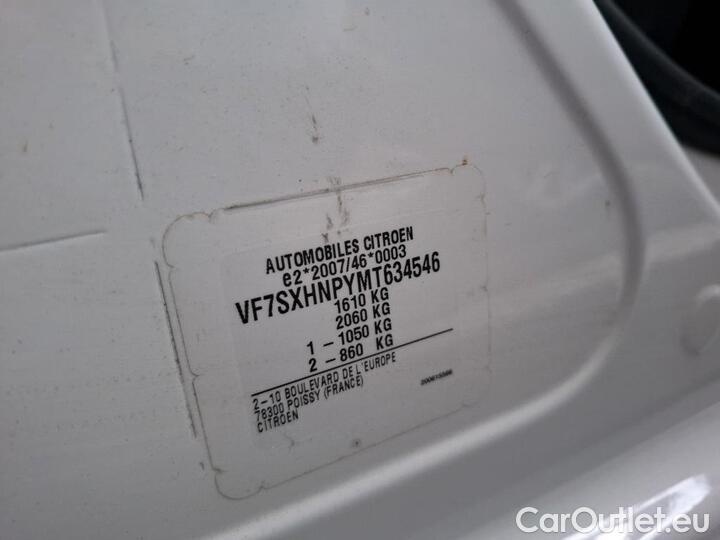 AUTOMOBILES CITROEN
e2*2007/46*0003
VF7SXHNPYMT634546
1610 KG
2060 KG
1 - 1050 KG
2 - 860 KG
2-10 BOULEVARD DE L'EUROPE
78300 POISSY (FRANCE)
CITROEN
CarOutlet.eu